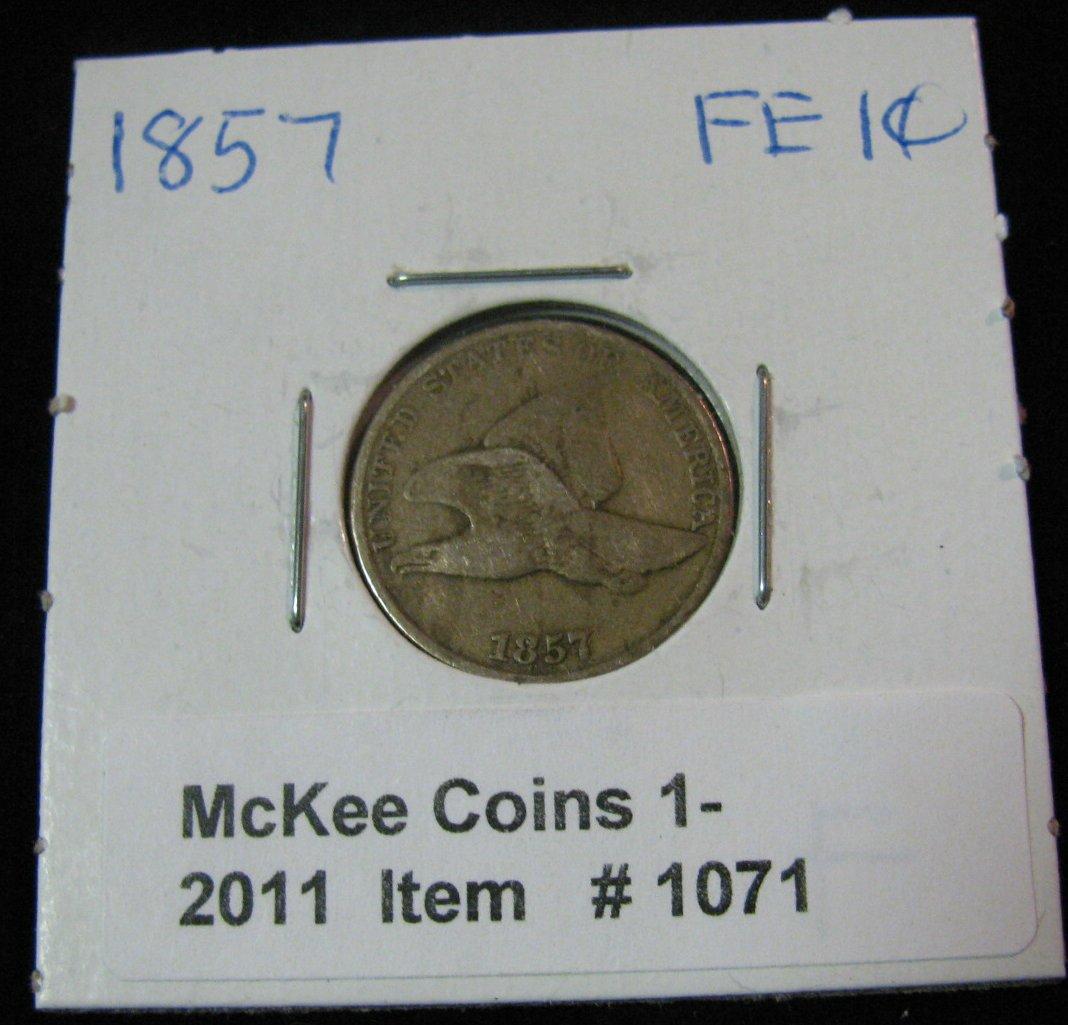 1857 FE 1¢
UNITED STATES OF AMERICA
1857
McKee Coins 1-
2011 Item # 1071